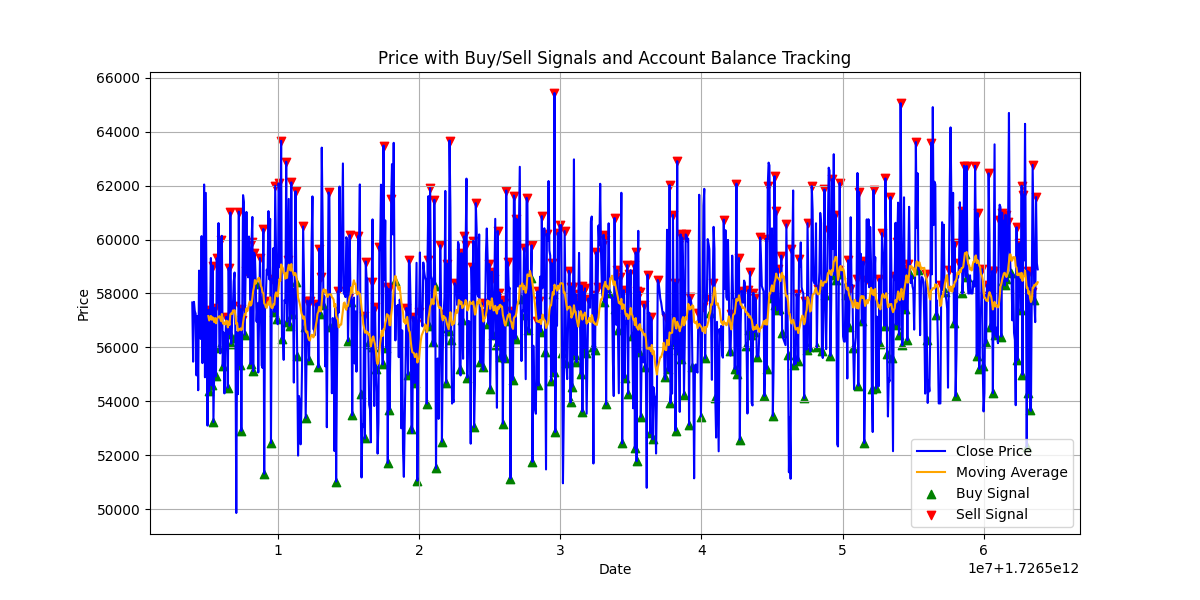 Price with Buy/Sell Signals and Account Balance Tracking
66000
64000
62000
60000
58000
56000
54000
52000
50000
Price
1 2 3 4 5 6
Date
1e7+1.7265e12
Close Price
Moving Average
Buy Signal
Sell Signal